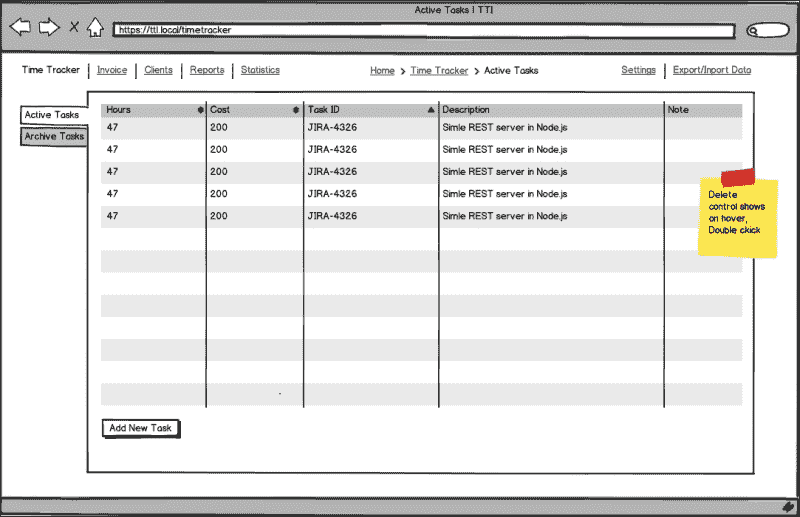 Active Tasks | TTI
https://ttl.local/timetracker
Time Tracker Invoice Clients Reports Statistics Home > Time Tracker > Active Tasks Settings Export/Inport Data
Active Tasks
Archive Tasks
Hours Cost Task ID Description Note
47 200 JIRA-4326 Simle REST server in Node.js
47 200 JIRA-4326 Simle REST server in Node.js
47 200 JIRA-4326 Simle REST server in Node.js
47 200 JIRA-4326 Simle REST server in Node.js
47 200 JIRA-4326 Simle REST server in Node.js
Delete
control shows
on hover,
Double ckick
Add New Task